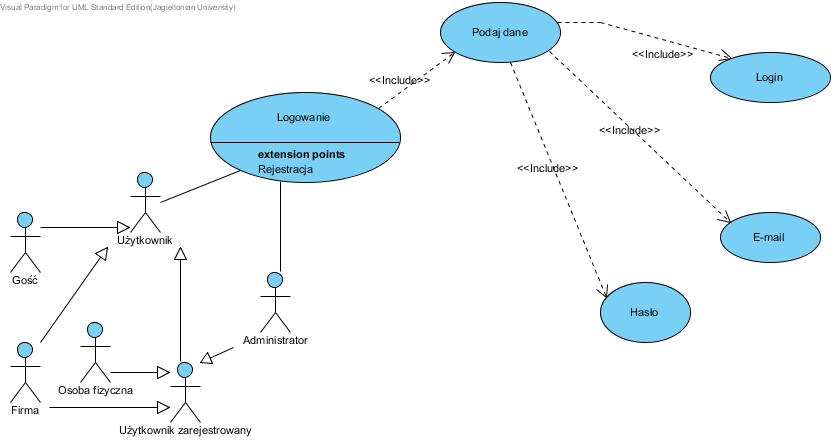 Visual Paradigm for UML Standard Edition(Jagiellonian University)
Podaj dane
<<Include>>
Login
<<Include>>
Logowanie
extension points
Rejestracja
<<Include>>
<<Include>>
Użytkownik
E-mail
Gość
Hasło
Administrator
Osoba fizyczna
Firma
Użytkownik zarejestrowany